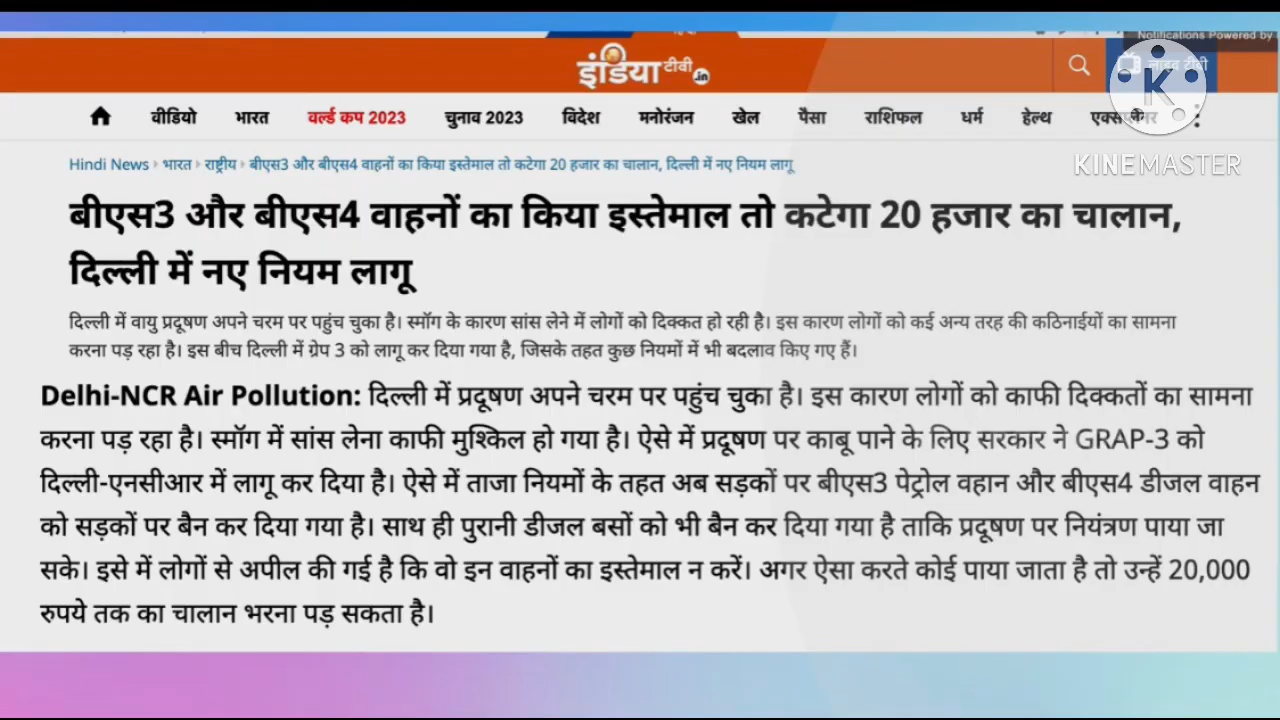 Notifications Powered by
इंडिया टीवी .in
लाइव टीवी
वीडियो भारत वर्ल्ड कप 2023 चुनाव 2023 विदेश मनोरंजन खेल पैसा राशिफल धर्म हेल्थ एक्सप्लेनर
K
KINEMASTER
Hindi News भारत राष्ट्रीय बीएस3 और बीएस4 वाहनों का किया इस्तेमाल तो कटेगा 20 हजार का चालान, दिल्ली में नए नियम लागू
बीएस3 और बीएस4 वाहनों का किया इस्तेमाल तो कटेगा 20 हजार का चालान,
दिल्ली में नए नियम लागू
दिल्ली में वायु प्रदूषण अपने चरम पर पहुंच चुका है। स्मॉग के कारण सांस लेने में लोगों को दिक्कत हो रही है। इस कारण लोगों को कई अन्य तरह की कठिनाईयों का सामना
करना पड़ रहा है। इस बीच दिल्ली में ग्रेप 3 को लागू कर दिया गया है, जिसके तहत कुछ नियमों में भी बदलाव किए गए हैं।
Delhi-NCR Air Pollution: दिल्ली में प्रदूषण अपने चरम पर पहुंच चुका है। इस कारण लोगों को काफी दिक्कतों का सामना
करना पड़ रहा है। स्मॉग में सांस लेना काफी मुश्किल हो गया है। ऐसे में प्रदूषण पर काबू पाने के लिए सरकार ने GRAP-3 को
दिल्ली-एनसीआर में लागू कर दिया है। ऐसे में ताजा नियमों के तहत अब सड़कों पर बीएस3 पेट्रोल वहान और बीएस4 डीजल वाहन
को सड़कों पर बैन कर दिया गया है। साथ ही पुरानी डीजल बसों को भी बैन कर दिया गया है ताकि प्रदूषण पर नियंत्रण पाया जा
सके। इसे में लोगों से अपील की गई है कि वो इन वाहनों का इस्तेमाल न करें। अगर ऐसा करते कोई पाया जाता है तो उन्हें 20,000
रुपये तक का चालान भरना पड़ सकता है।